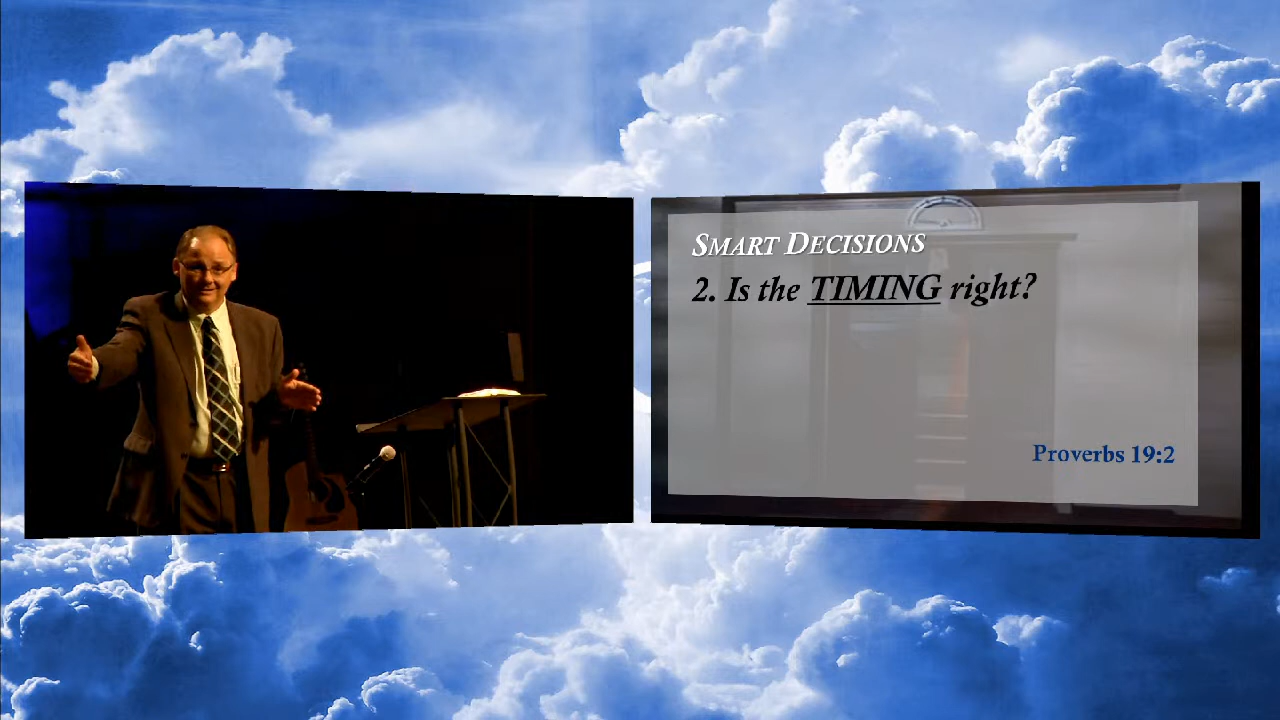 SMART DECISIONS
2. Is the TIMING right?
Proverbs 19:2